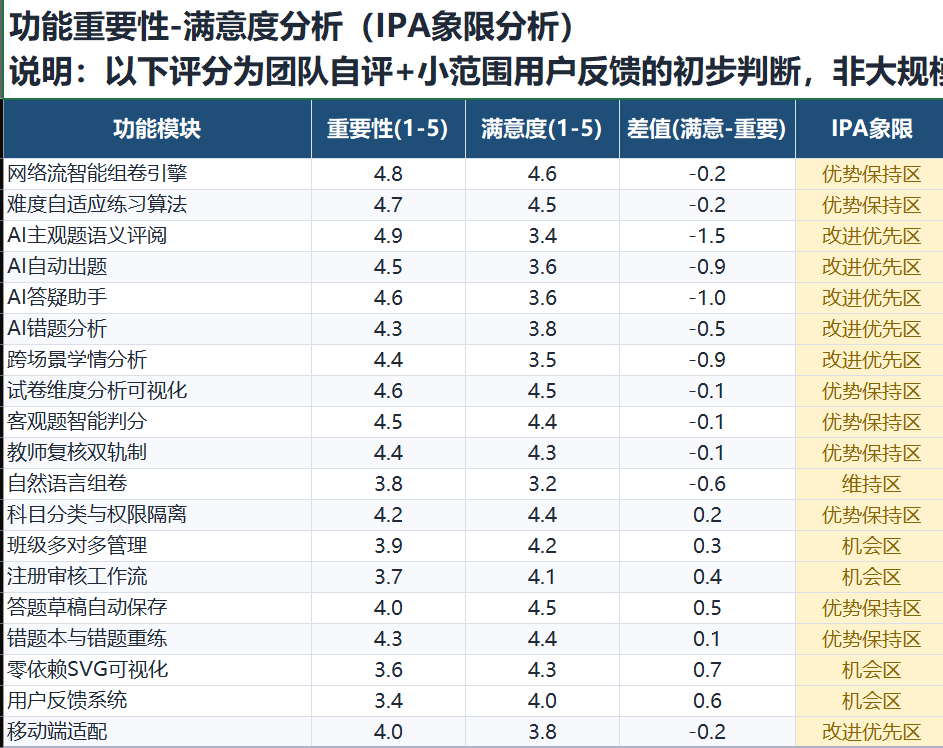 功能重要性-满意度分析（IPA象限分析）
说明：以下评分为团队自评+小范围用户反馈的初步判断，非大规
功能模块 重要性(1-5) 满意度(1-5) 差值(满意-重要) IPA象限
网络流智能组卷引擎 4.8 4.6 -0.2 优势保持区
难度自适应练习算法 4.7 4.5 -0.2 优势保持区
AI主观题语义评阅 4.9 3.4 -1.5 改进优先区
AI自动出题 4.5 3.6 -0.9 改进优先区
AI答疑助手 4.6 3.6 -1.0 改进优先区
AI错题分析 4.3 3.8 -0.5 改进优先区
跨场景学情分析 4.4 3.5 -0.9 改进优先区
试卷维度分析可视化 4.6 4.5 -0.1 优势保持区
客观题智能判分 4.5 4.4 -0.1 优势保持区
教师复核双轨制 4.4 4.3 -0.1 优势保持区
自然语言组卷 3.8 3.2 -0.6 维持区
科目分类与权限隔离 4.2 4.4 0.2 优势保持区
班级多对多管理 3.9 4.2 0.3 机会区
注册审核工作流 3.7 4.1 0.4 机会区
答题草稿自动保存 4.0 4.5 0.5 优势保持区
错题本与错题重练 4.3 4.4 0.1 优势保持区
零依赖SVG可视化 3.6 4.3 0.7 机会区
用户反馈系统 3.4 4.0 0.6 机会区
移动端适配 4.0 3.8 -0.2 改进优先区